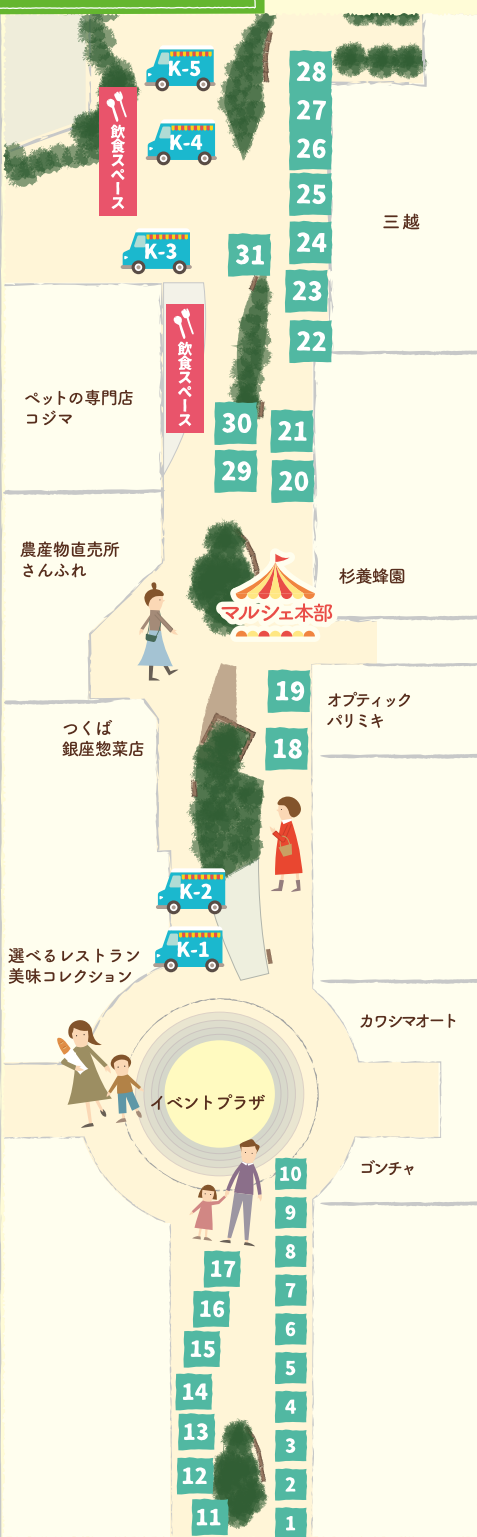 K-5
28
飲食スペース
27
K-4
26
25
三越
24
K-3
31
23
飲食スペース
22
ペットの専門店
コジマ
30
21
29
20
農産物直売所
さんふれ
杉養蜂園
マルシェ本部
19
オプティック
パリミキ
つくば
銀座惣菜店
18
K-2
K-1
選べるレストラン
美味コレクション
カワシマオート
イベントプラザ
ゴンチャ
10
9
8
17
7
16
6
15
5
14
4
13
3
12
2
11
1